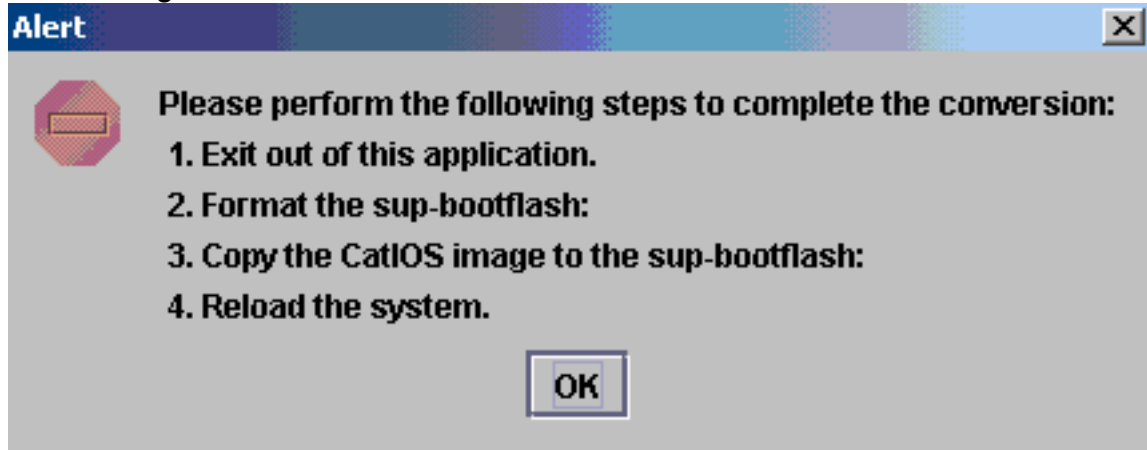 Alert
Please perform the following steps to complete the conversion:
1. Exit out of this application.
2. Format the sup-bootflash:
3. Copy the CatIOS image to the sup-bootflash:
4. Reload the system.
OK